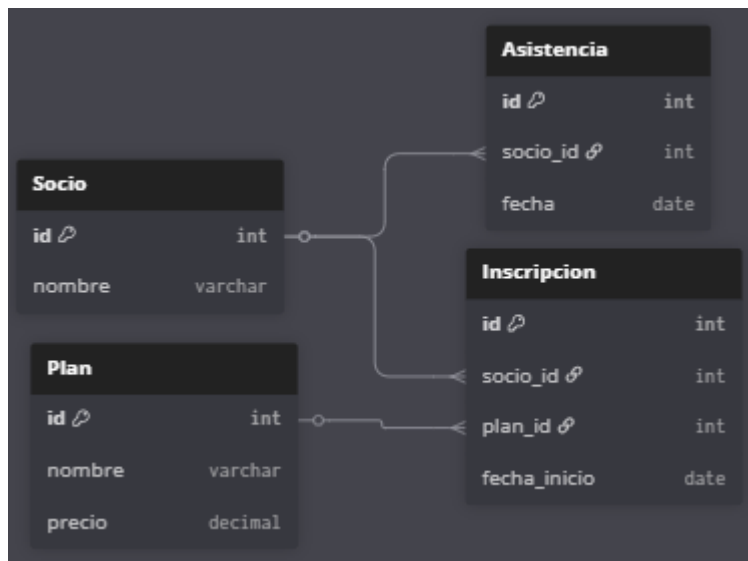 Asistencia
id int
socio_id int
fecha date
Socio
id int
nombre varchar
Inscripcion
id int
socio_id int
plan_id int
fecha_inicio date
Plan
id int
nombre varchar
precio decimal